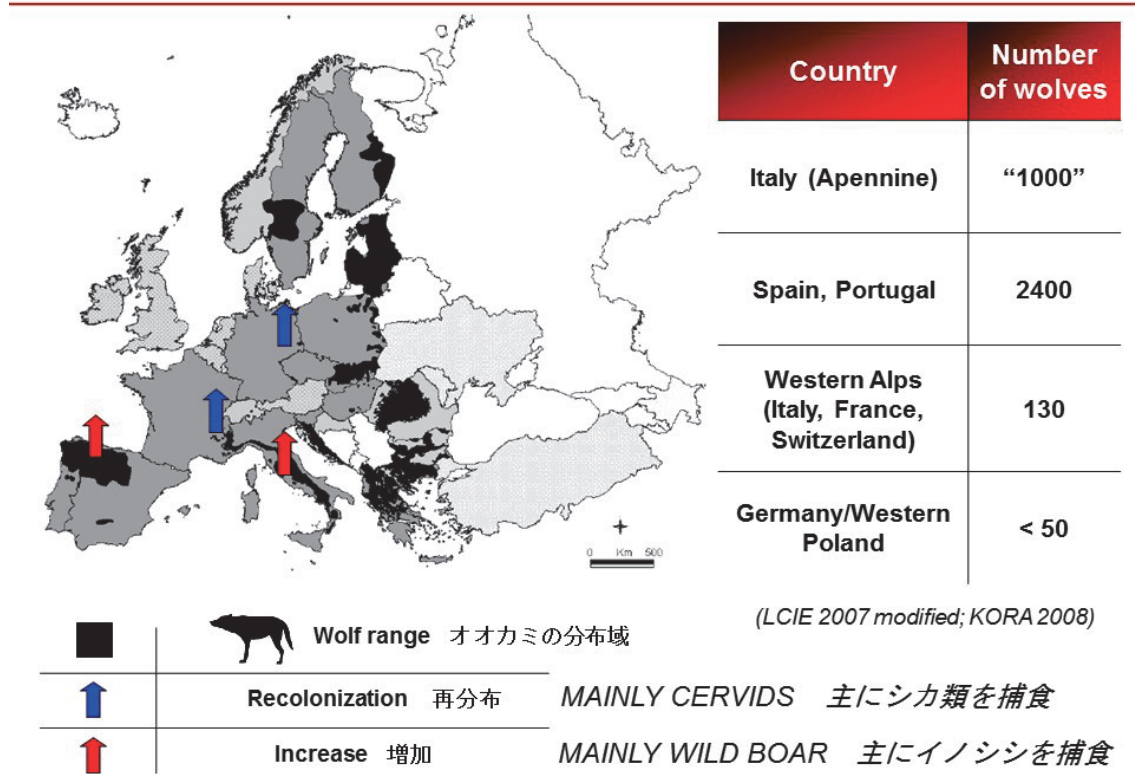 Country
Number
of wolves
Italy (Apennine)
“1000”
Spain, Portugal
2400
Western Alps
(Italy, France,
Switzerland)
130
Germany/Western
Poland
< 50
0 Km 500
(LCIE 2007 modified; KORA 2008)
Wolf range オオカミの分布域
Recolonization 再分布 MAINLY CERVIDS 主にシカ類を捕食
Increase 増加 MAINLY WILD BOAR 主にイノシシを捕食